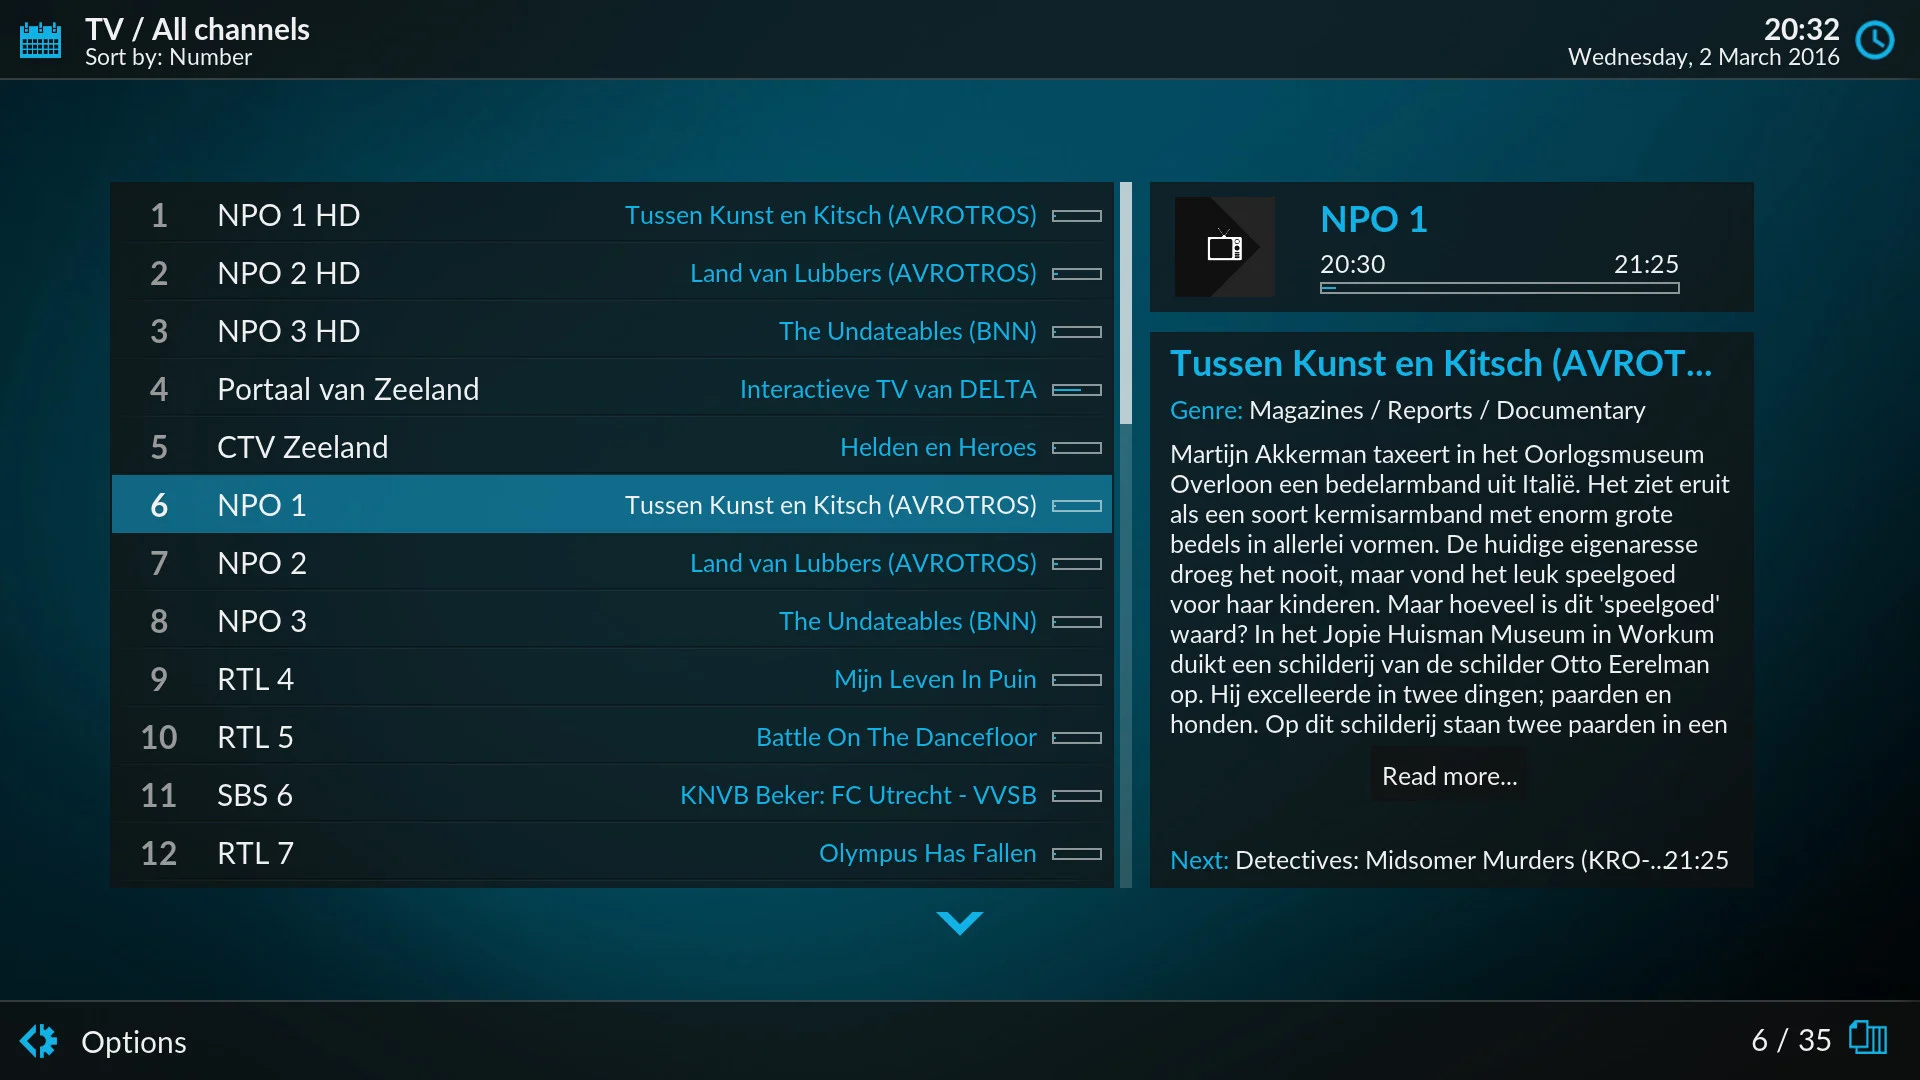 TV / All channels
Sort by: Number
20:32
Wednesday, 2 March 2016
1 NPO 1 HD Tussen Kunst en Kitsch (AVROTROS)
2 NPO 2 HD Land van Lubbers (AVROTROS)
3 NPO 3 HD The Undateables (BNN)
4 Portaal van Zeeland Interactieve TV van DELTA
5 CTV Zeeland Helden en Heroes
6 NPO 1 Tussen Kunst en Kitsch (AVROTROS)
7 NPO 2 Land van Lubbers (AVROTROS)
8 NPO 3 The Undateables (BNN)
9 RTL 4 Mijn Leven In Puin
10 RTL 5 Battle On The Dancefloor
11 SBS 6 KNVB Beker: FC Utrecht - VVSB
12 RTL 7 Olympus Has Fallen
NPO 1
20:30 21:25
Tussen Kunst en Kitsch (AVROT...
Genre: Magazines / Reports / Documentary
Martijn Akkerman taxeert in het Oorlogsmuseum
Overloon een bedelarmband uit Italië. Het ziet eruit
als een soort kermisarmband met enorm grote
bedels in allerlei vormen. De huidige eigenaresse
droeg het nooit, maar vond het leuk speelgoed
voor haar kinderen. Maar hoeveel is dit 'speelgoed'
waard? In het Jopie Huisman Museum in Workum
duikt een schilderij van de schilder Otto Eerelman
op. Hij excelleerde in twee dingen; paarden en
honden. Op dit schilderij staan twee paarden in een
Read more...
Next: Detectives: Midsomer Murders (KRO-...21:25
Options
6 / 35